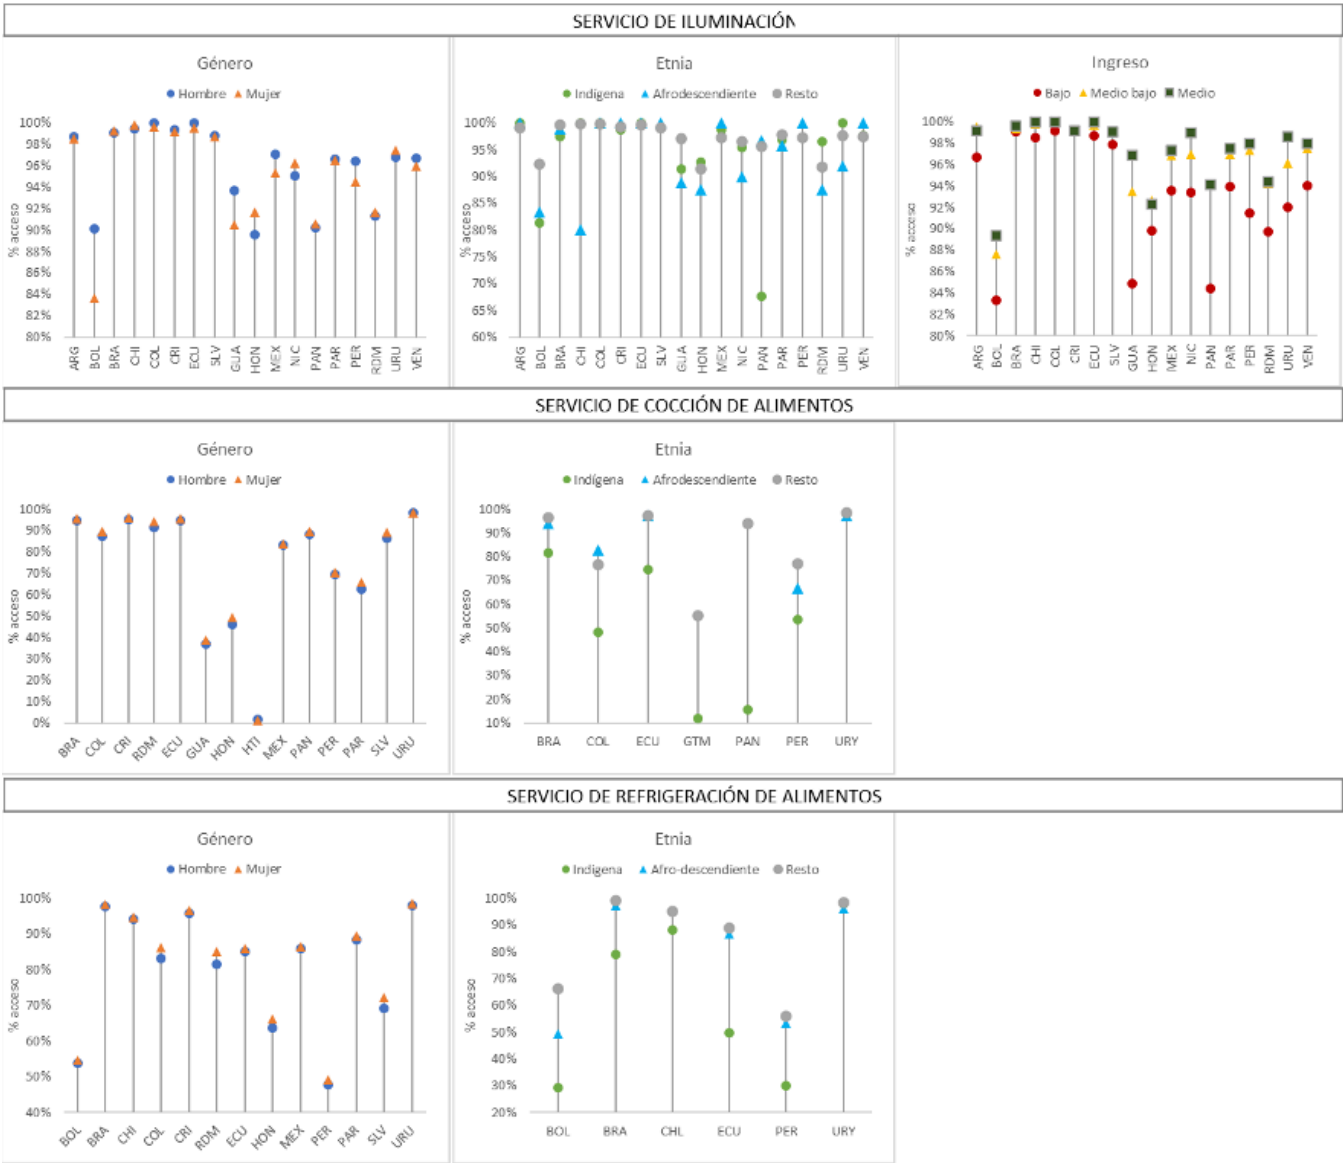 SERVICIO DE ILUMINACIÓN
Género
Hombre Mujer
100%
98%
96%
94%
92%
90%
88%
86%
84%
82%
80%
% acceso
ARG BOL BRA CHI COL CRI ECU SLV GUA HON MEX NIC PAN PAR PER RDM URU VEN
Etnia
Indígena Afrodescendiente Resto
100%
95%
90%
85%
80%
75%
70%
65%
60%
% acceso
ARG BOL BRA CHI COL CRI ECU SLV GUA HON MEX NIC PAN PAR PER RDM URU VEN
Ingreso
Bajo Medio bajo Medio
100%
98%
96%
94%
92%
90%
88%
86%
84%
82%
80%
% acceso
ARG BOL BRA CHI COL CRI ECU SLV GUA HON MEX NIC PAN PAR PER RDM URU VEN
SERVICIO DE COCCIÓN DE ALIMENTOS
Género
Hombre Mujer
100%
90%
80%
70%
60%
50%
40%
30%
20%
10%
0%
% acceso
BRA COL CRI RDM ECU GUA HON HTI MEX PAN PER PAR SLV URU
Etnia
Indígena Afrodescendiente Resto
100%
90%
80%
70%
60%
50%
40%
30%
20%
10%
% acceso
BRA COL ECU GTM PAN PER URY
SERVICIO DE REFRIGERACIÓN DE ALIMENTOS
Género
Hombre Mujer
100%
90%
80%
70%
60%
50%
40%
% acceso
BOL BRA CHI COL CRI RDM ECU HON MEX PER PAR SLV URU
Etnia
Indigena Afro-descendiente Resto
100%
90%
80%
70%
60%
50%
40%
30%
20%
% acceso
BOL BRA CHL ECU PER URY